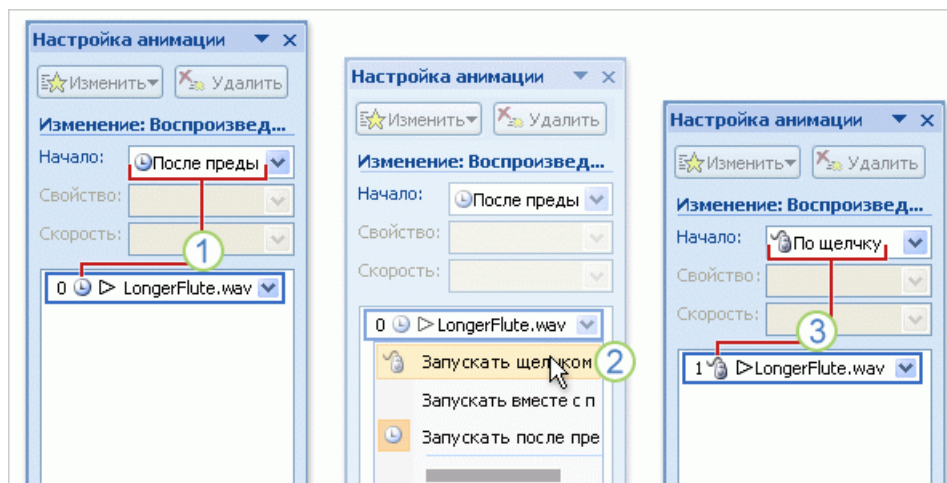 Настройка анимации
Изменить
Удалить
Изменение: Воспроизвед...
Начало:
После преды
Свойство:
Скорость:
1
0 LongerFlute.wav
Настройка анимации
Изменить
Удалить
Изменение: Воспроизвед...
Начало:
После преды
Свойство:
Скорость:
0 LongerFlute.wav
Запускать щелчком
2
Запускать вместе с п
Запускать после пре
Настройка анимации
Изменить
Удалить
Изменение: Воспроизвед...
Начало:
По щелчку
Свойство:
Скорость:
3
1 LongerFlute.wav